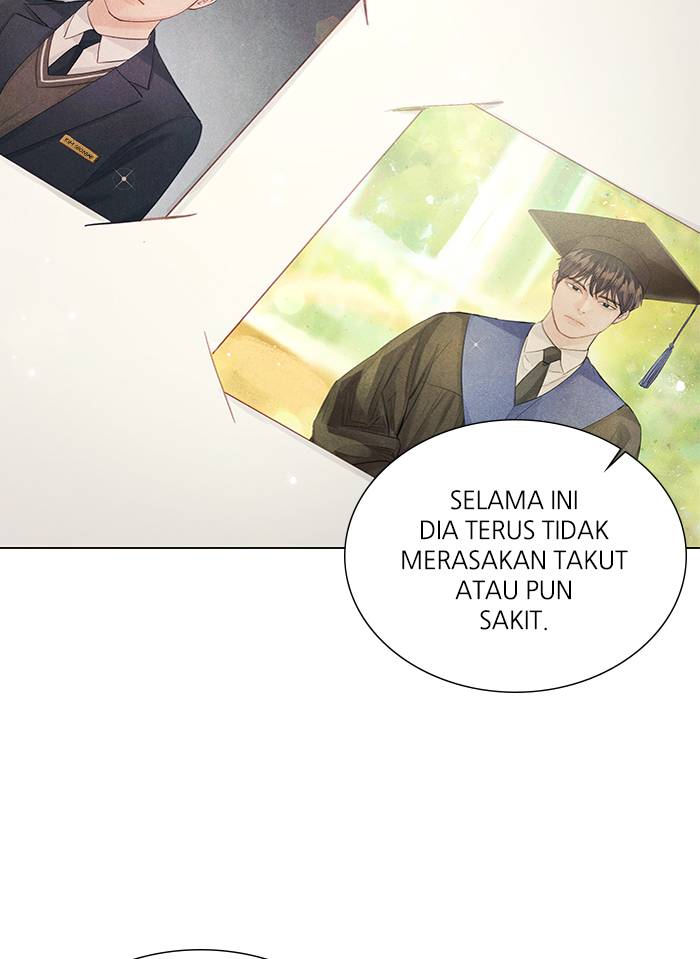 SELAMA INI
DIA TERUS TIDAK
MERASAKAN TAKUT
ATAU PUN
SAKIT.